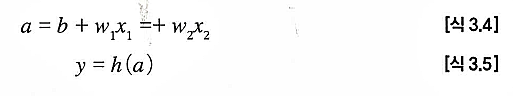 a = b + w₁x₁ =+ w₂x₂ [식 3.4]
y = h(a) [식 3.5]